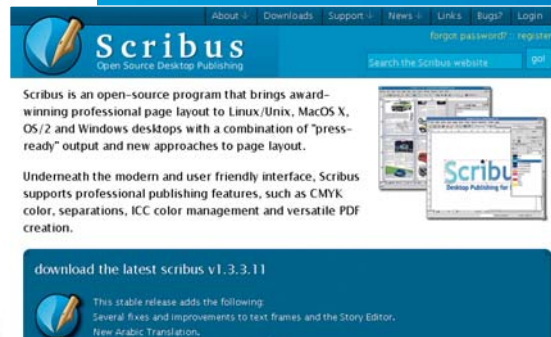 About Downloads Support News Links Bugs? Login
forgot password? :: register
Scribus
Open Source Desktop Publishing
Search the Scribus website go!
Scribus is an open-source program that brings award-
winning professional page layout to Linux/Unix, MacOS X,
OS/2 and Windows desktops with a combination of "press-
ready" output and new approaches to page layout.
Underneath the modern and user friendly interface, Scribus
supports professional publishing features, such as CMYK
color, separations, ICC color management and versatile PDF
creation.
Scribu
Desktop Publishing for
download the latest scribus v1.3.3.11
This stable release adds the following:
Several fixes and improvements to text frames and the Story Editor.
New Arabic Translation.